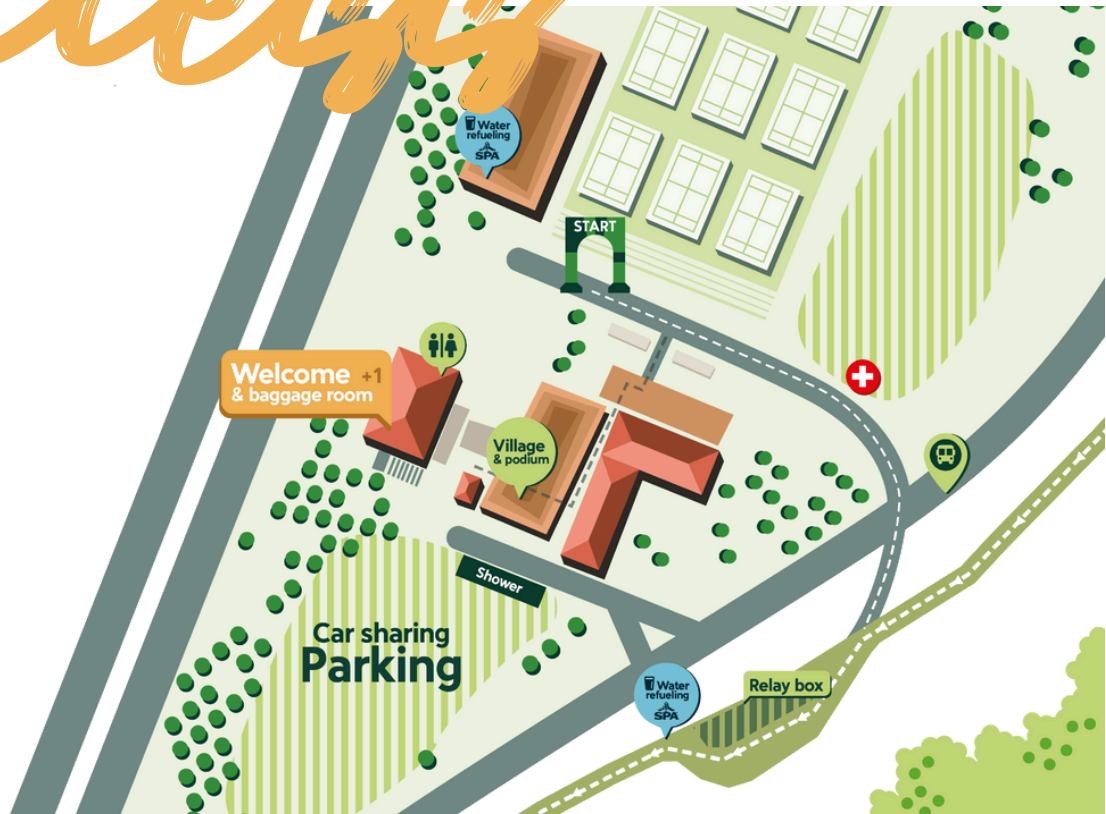 Water
refueling
SPA
START
Welcome +1
& baggage room
Village
& podium
Shower
Car sharing
Parking
Water
refueling
SPA
Relay box